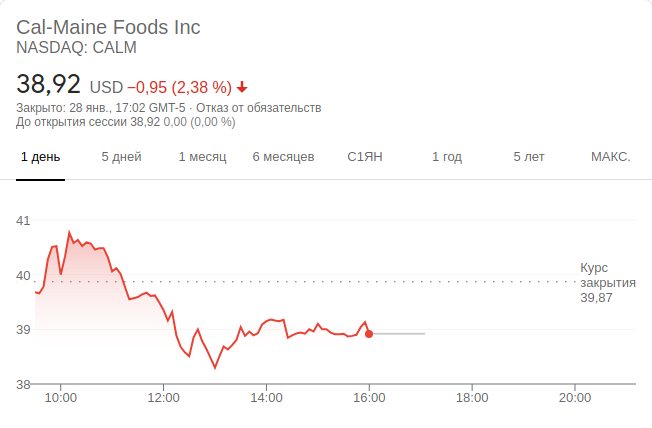 Cal-Maine Foods Inc
NASDAQ: CALM
38,92 USD −0,95 (2,38 %)
Закрыто: 28 янв., 17:02 GMT-5 · Отказ от обязательств
До открытия сессии 38,92 0,00 (0,00 %)
1 день 5 дней 1 месяц 6 месяцев С1ЯН 1 год 5 лет МАКС.
41
40
39
38
Курс
закрытия
39,87
10:00 12:00 14:00 16:00 18:00 20:00